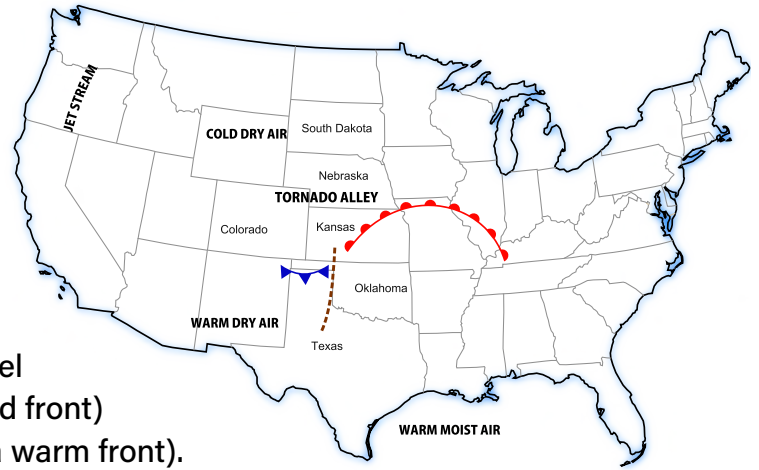 JET STREAM
COLD DRY AIR
South Dakota
Nebraska
TORNADO ALLEY
Colorado
Kansas
Oklahoma
WARM DRY AIR
Texas
WARM MOIST AIR
el
d front)
warm front).